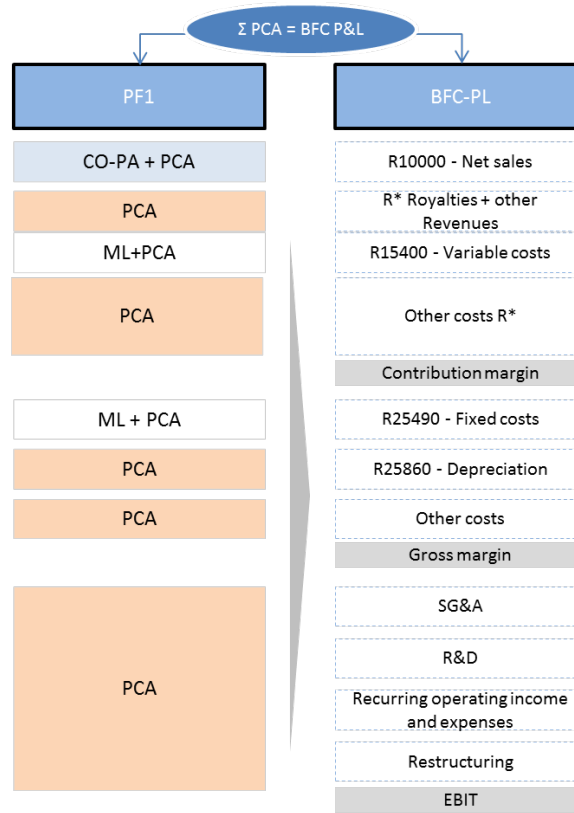 Σ PCA = BFC P&L
PF1
BFC-PL
CO-PA + PCA
R10000 - Net sales
PCA
R* Royalties + other
Revenues
ML+PCA
R15400 - Variable costs
PCA
Other costs R*
Contribution margin
ML + PCA
R25490 - Fixed costs
PCA
R25860 - Depreciation
PCA
Other costs
Gross margin
PCA
SG&A
R&D
Recurring operating income
and expenses
Restructuring
EBIT